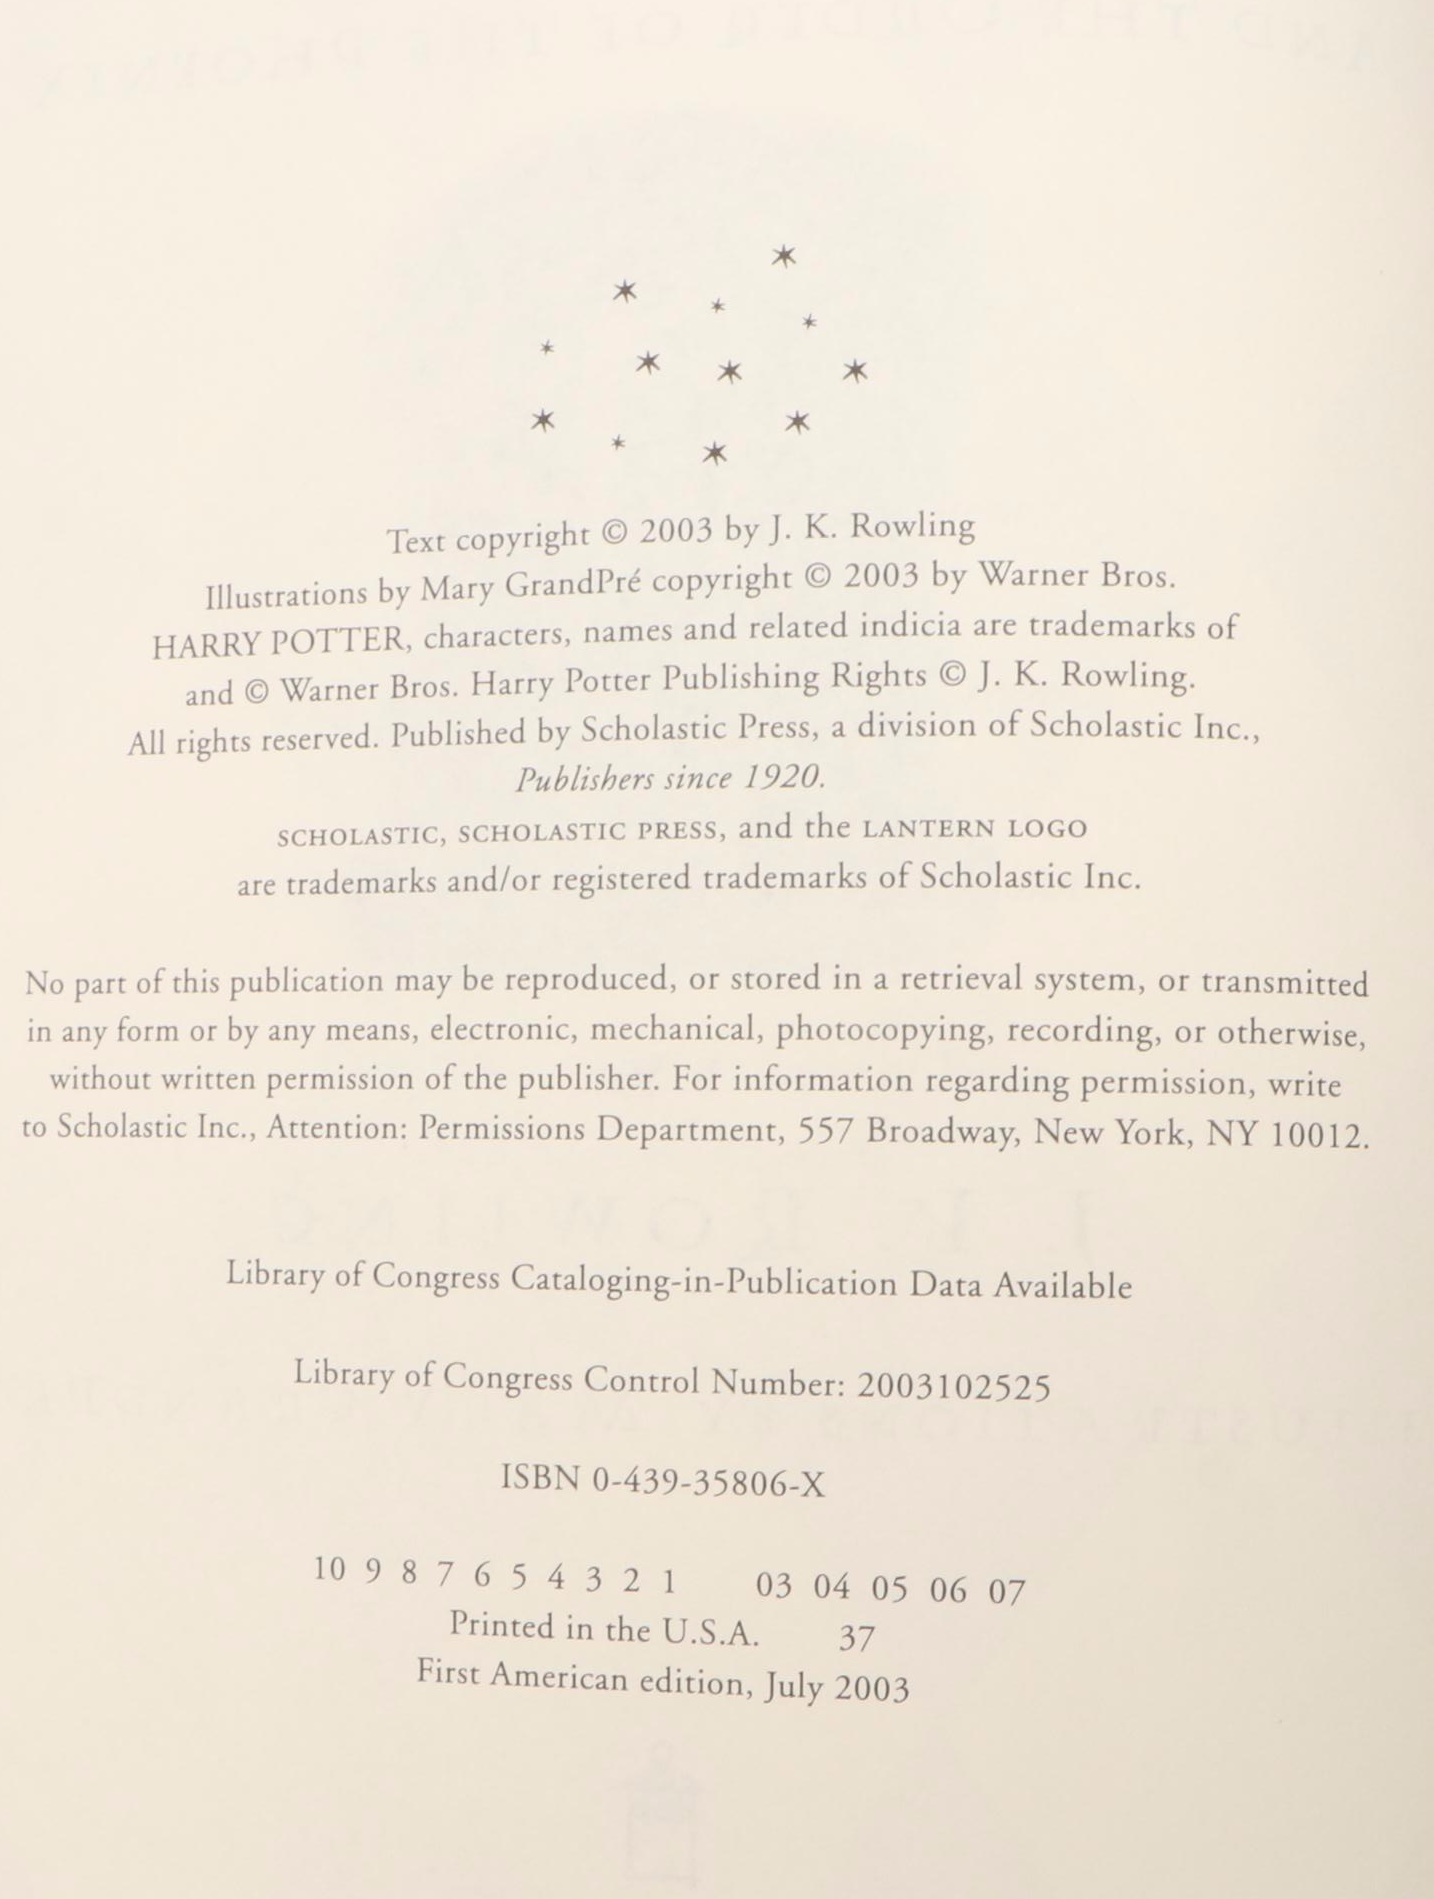 Text copyright © 2003 by J. K. Rowling
Illustrations by Mary GrandPré copyright © 2003 by Warner Bros.
HARRY POTTER, characters, names and related indicia are trademarks of
and © Warner Bros. Harry Potter Publishing Rights © J. K. Rowling.
All rights reserved. Published by Scholastic Press, a division of Scholastic Inc.,
Publishers since 1920.
SCHOLASTIC, SCHOLASTIC PRESS, and the LANTERN LOGO
are trademarks and/or registered trademarks of Scholastic Inc.
No part of this publication may be reproduced, or stored in a retrieval system, or transmitted
in any form or by any means, electronic, mechanical, photocopying, recording, or otherwise,
without written permission of the publisher. For information regarding permission, write
to Scholastic Inc., Attention: Permissions Department, 557 Broadway, New York, NY 10012.
Library of Congress Cataloging-in-Publication Data Available
Library of Congress Control Number: 2003102525
ISBN 0-439-35806-X
10 9 8 7 6 5 4 3 2 1 03 04 05 06 07
Printed in the U.S.A. 37
First American edition, July 2003